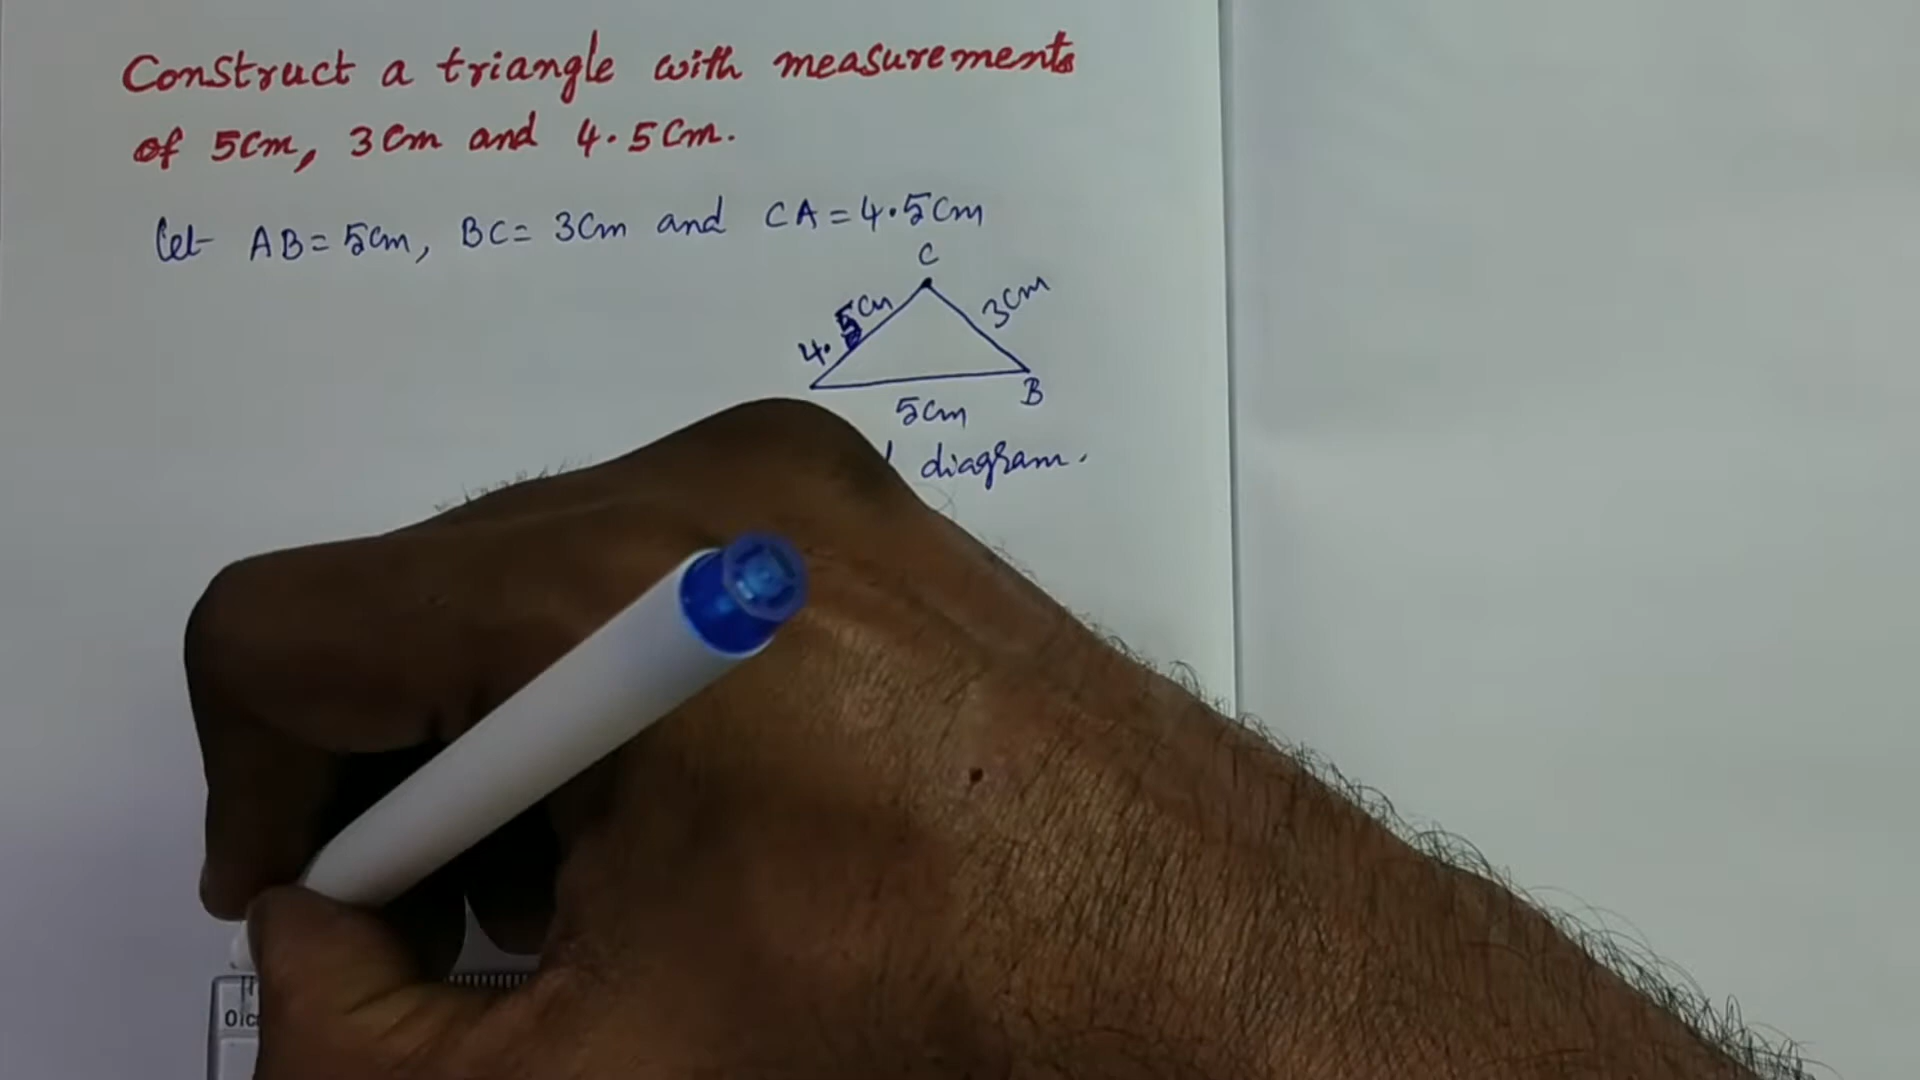 Construct a triangle with measurements
of 5cm, 3cm and 4.5cm.
Let AB = 5cm, BC = 3cm and CA = 4.5cm
C
4.5cm
3cm
B
5cm
diagram.